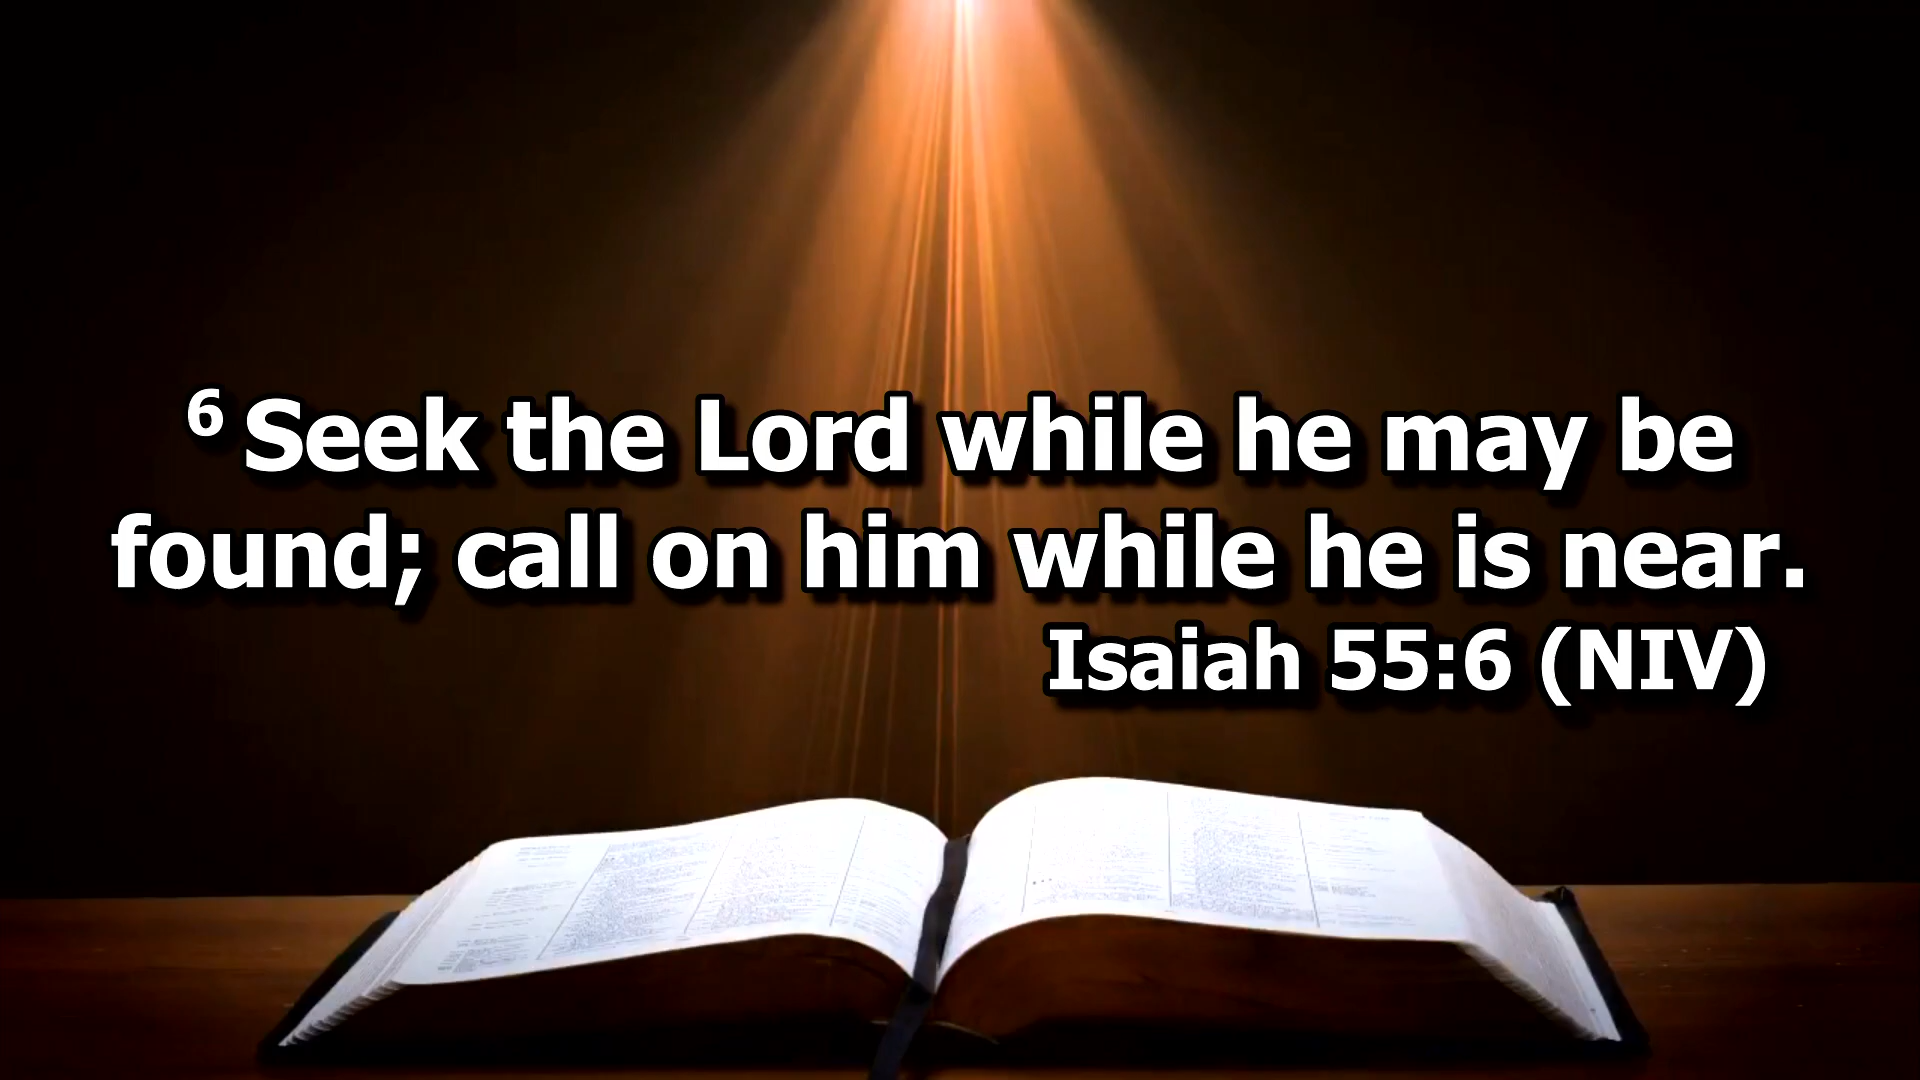 6 Seek the Lord while he may be
found; call on him while he is near.
Isaiah 55:6 (NIV)